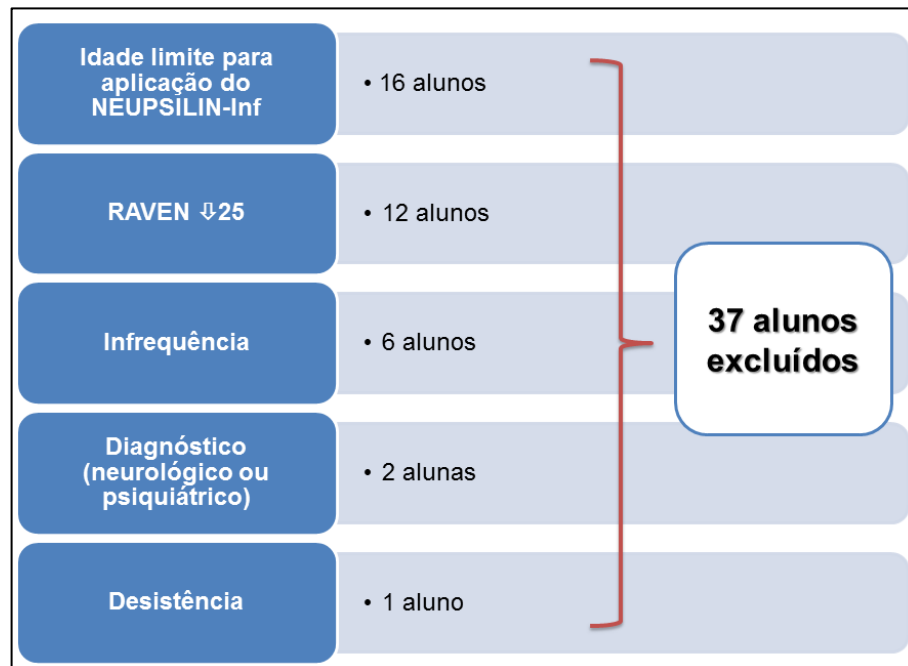 Idade limite para
aplicação do
NEUPSILIN-Inf
• 16 alunos
RAVEN ⇩25
• 12 alunos
Infrequência
• 6 alunos
Diagnóstico
(neurológico ou
psiquiátrico)
• 2 alunas
Desistência
• 1 aluno
37 alunos
excluídos